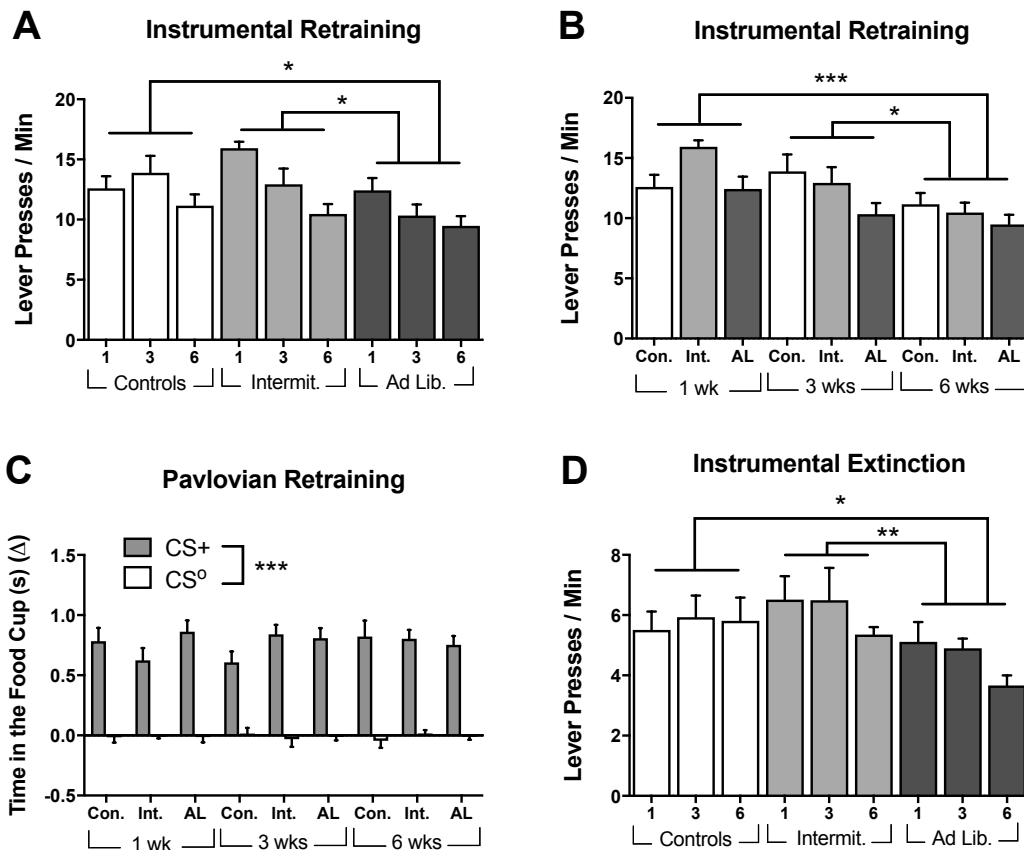 A
Instrumental Retraining
*
*
Lever Presses / Min
20
15
10
5
0
1 3 6 1 3 6 1 3 6
Controls Intermit. Ad Lib.
B
Instrumental Retraining
***
*
Lever Presses / Min
20
15
10
5
0
Con. Int. AL Con. Int. AL Con. Int. AL
1 wk 3 wks 6 wks
C
Pavlovian Retraining
CS+
CSº
***
Time in the Food Cup (s) (Δ)
1.5
1.0
0.5
0.0
-0.5
Con. Int. AL Con. Int. AL Con. Int. AL
1 wk 3 wks 6 wks
D
Instrumental Extinction
*
**
Lever Presses / Min
8
6
4
2
0
1 3 6 1 3 6 1 3 6
Controls Intermit. Ad Lib.